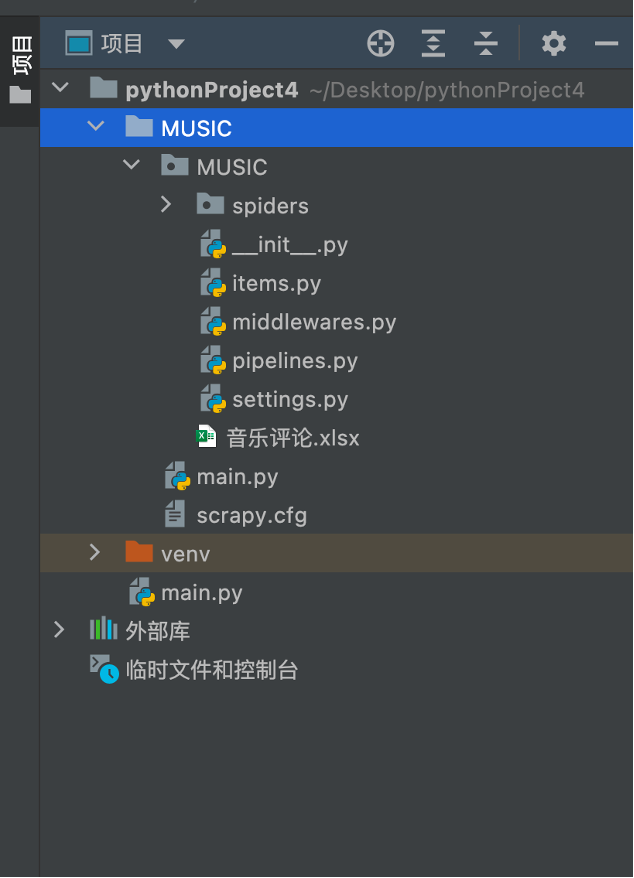 项目
项目
pythonProject4 ~/Desktop/pythonProject4
MUSIC
MUSIC
spiders
__init__.py
items.py
middlewares.py
pipelines.py
settings.py
音乐评论.xlsx
main.py
scrapy.cfg
venv
main.py
外部库
临时文件和控制台